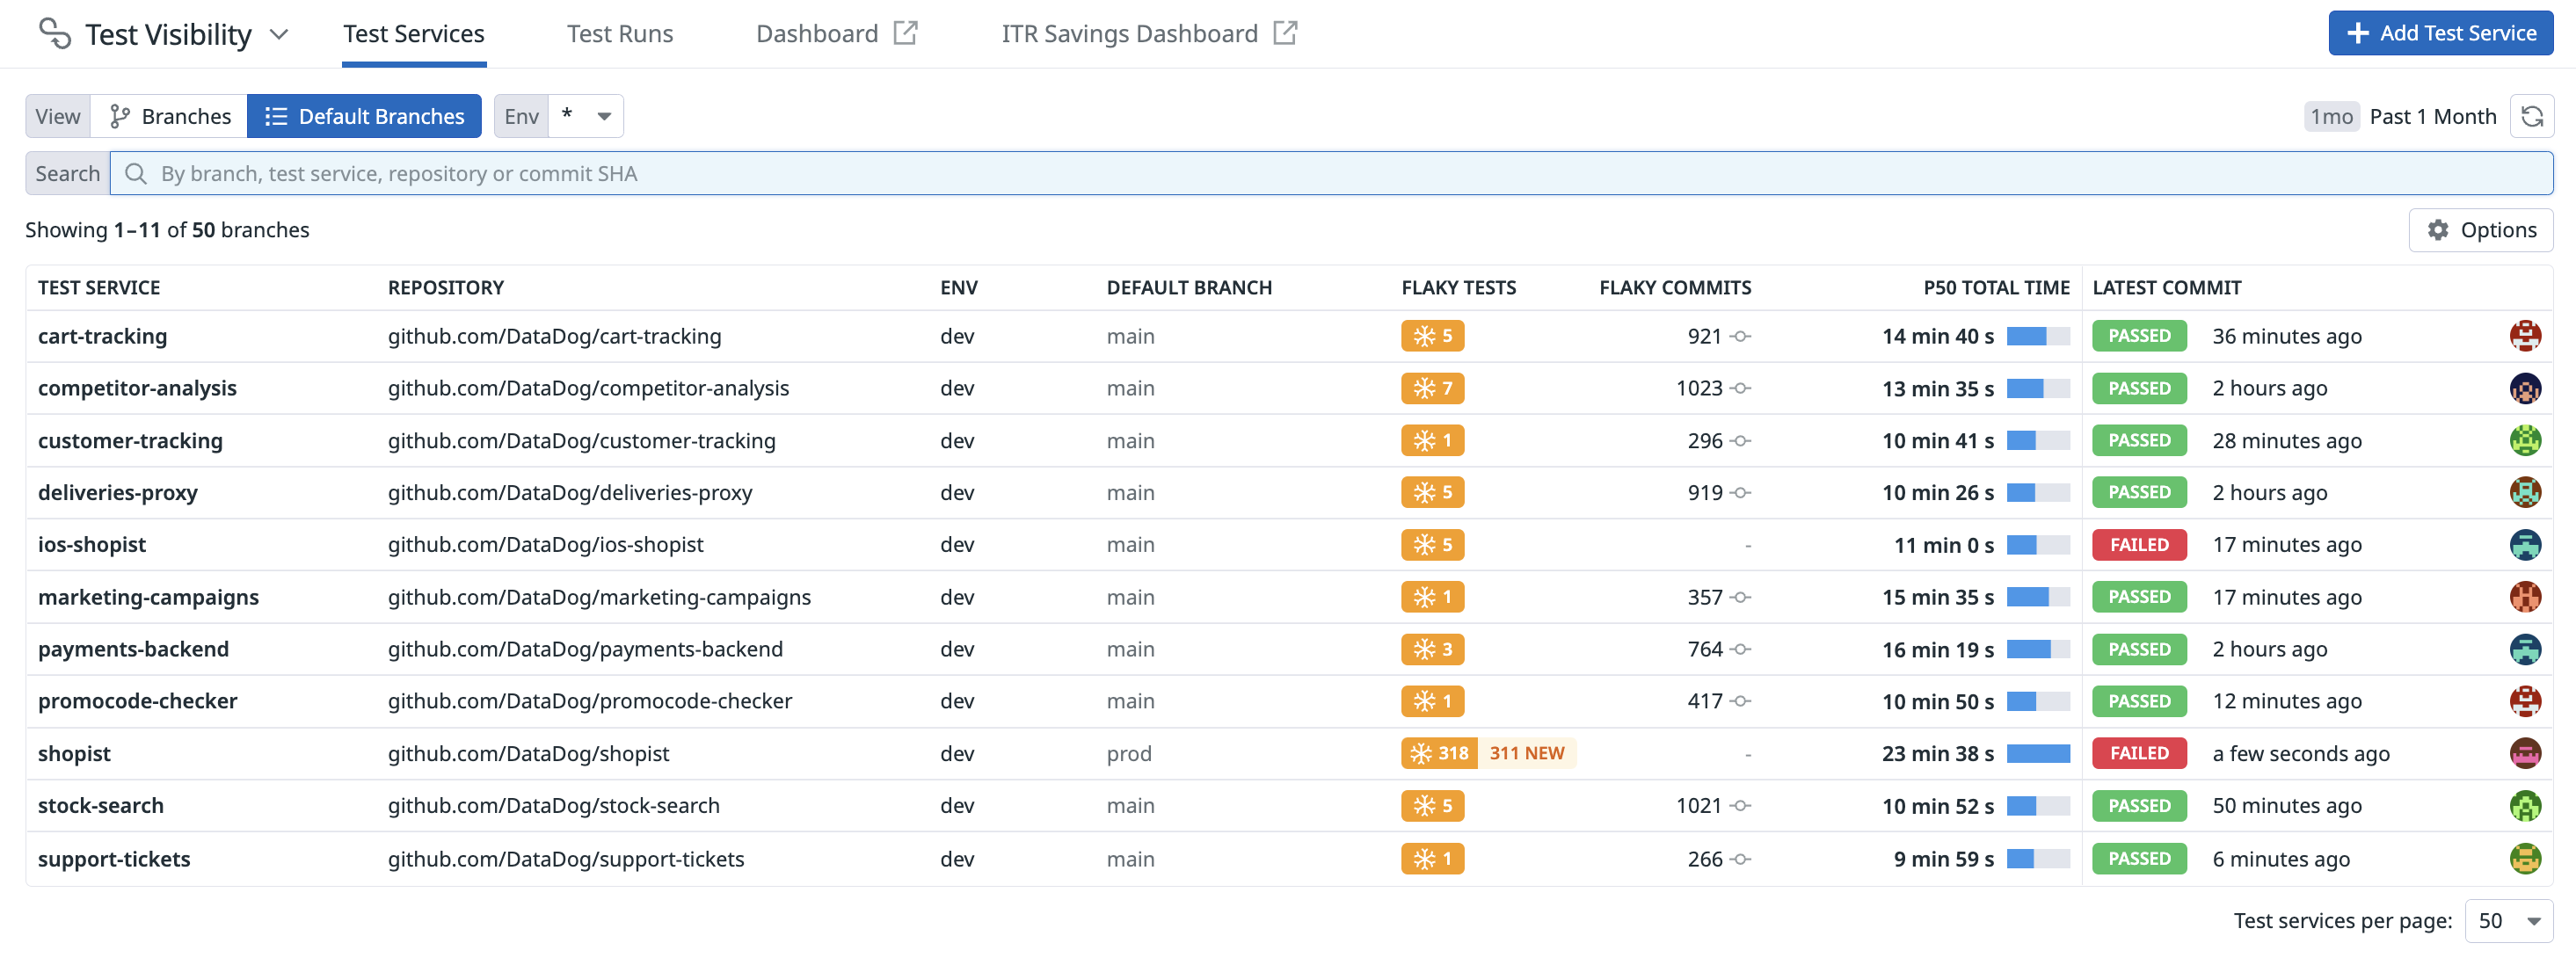 Test Visibility Test Services Test Runs Dashboard ITR Savings Dashboard + Add Test Service
View Branches Default Branches Env * 1mo Past 1 Month
Search By branch, test service, repository or commit SHA
Showing 1–11 of 50 branches Options
TEST SERVICE REPOSITORY ENV DEFAULT BRANCH FLAKY TESTS FLAKY COMMITS P50 TOTAL TIME LATEST COMMIT
cart-tracking github.com/DataDog/cart-tracking dev main 5 921 14 min 40 s PASSED 36 minutes ago
competitor-analysis github.com/DataDog/competitor-analysis dev main 7 1023 13 min 35 s PASSED 2 hours ago
customer-tracking github.com/DataDog/customer-tracking dev main 1 296 10 min 41 s PASSED 28 minutes ago
deliveries-proxy github.com/DataDog/deliveries-proxy dev main 5 919 10 min 26 s PASSED 2 hours ago
ios-shopist github.com/DataDog/ios-shopist dev main 5 - 11 min 0 s FAILED 17 minutes ago
marketing-campaigns github.com/DataDog/marketing-campaigns dev main 1 357 15 min 35 s PASSED 17 minutes ago
payments-backend github.com/DataDog/payments-backend dev main 3 764 16 min 19 s PASSED 2 hours ago
promocode-checker github.com/DataDog/promocode-checker dev main 1 417 10 min 50 s PASSED 12 minutes ago
shopist github.com/DataDog/shopist dev prod 318 311 NEW - 23 min 38 s FAILED a few seconds ago
stock-search github.com/DataDog/stock-search dev main 5 1021 10 min 52 s PASSED 50 minutes ago
support-tickets github.com/DataDog/support-tickets dev main 1 266 9 min 59 s PASSED 6 minutes ago
Test services per page: 50